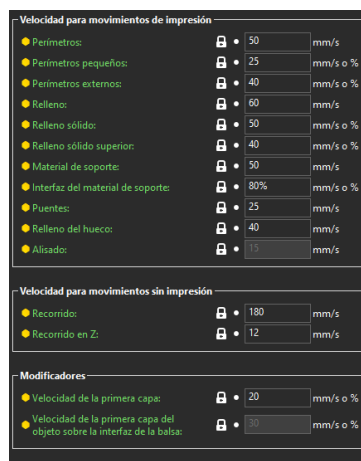 Velocidad para movimientos de impresión
Perímetros: 50 mm/s
Perímetros pequeños: 25 mm/s o %
Perímetros externos: 40 mm/s o %
Relleno: 60 mm/s
Relleno sólido: 50 mm/s o %
Relleno sólido superior: 40 mm/s o %
Material de soporte: 50 mm/s
Interfaz del material de soporte: 80% mm/s o %
Puentes: 25 mm/s
Relleno del hueco: 40 mm/s
Alisado: 15 mm/s
Velocidad para movimientos sin impresión
Recorrido: 180 mm/s
Recorrido en Z: 12 mm/s
Modificadores
Velocidad de la primera capa: 20 mm/s o %
Velocidad de la primera capa del
objeto sobre la interfaz de la balsa: 30 mm/s o %